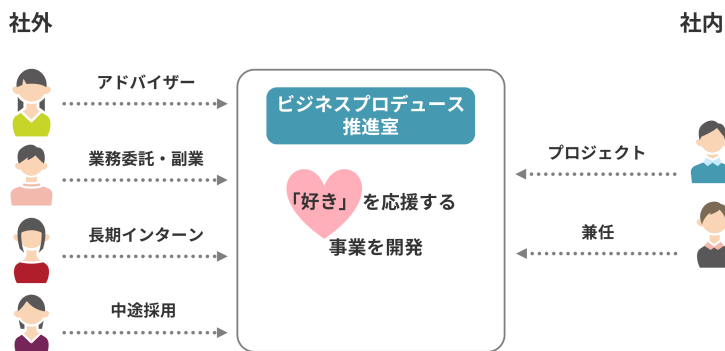 社外
社内
アドバイザー
業務委託・副業
長期インターン
中途採用
ビジネスプロデュース
推進室
「好き」を応援する
事業を開発
プロジェクト
兼任